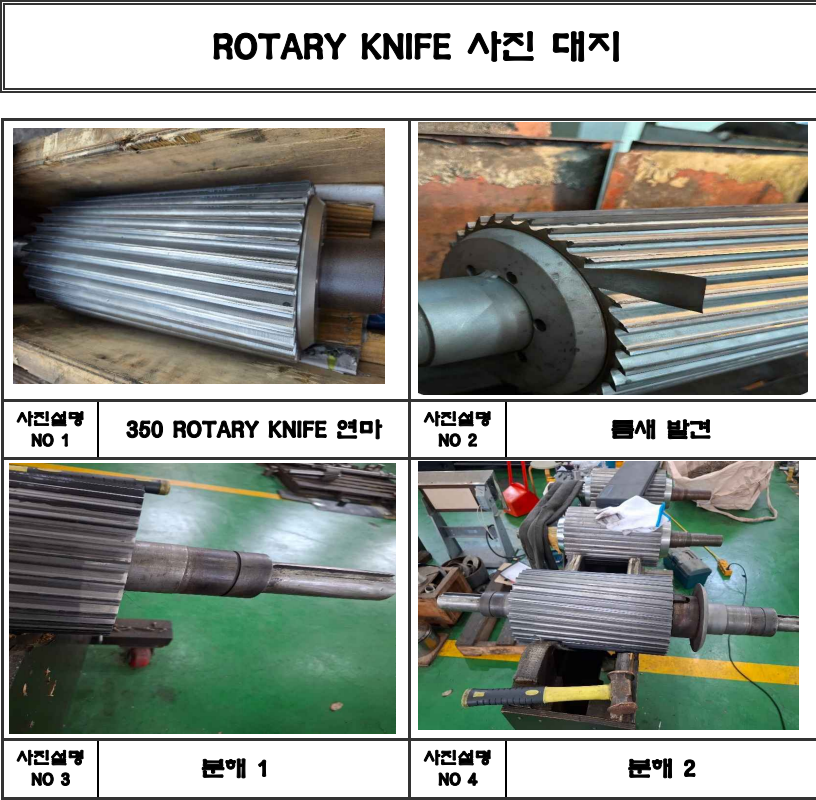 ROTARY KNIFE 사진 대지
사진설명
NO 1
350 ROTARY KNIFE 연마
사진설명
NO 2
틈새 발견
사진설명
NO 3
분해 1
사진설명
NO 4
분해 2